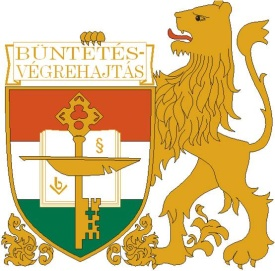 BÜNTETÉS-
VÉGREHAJTÁS
§